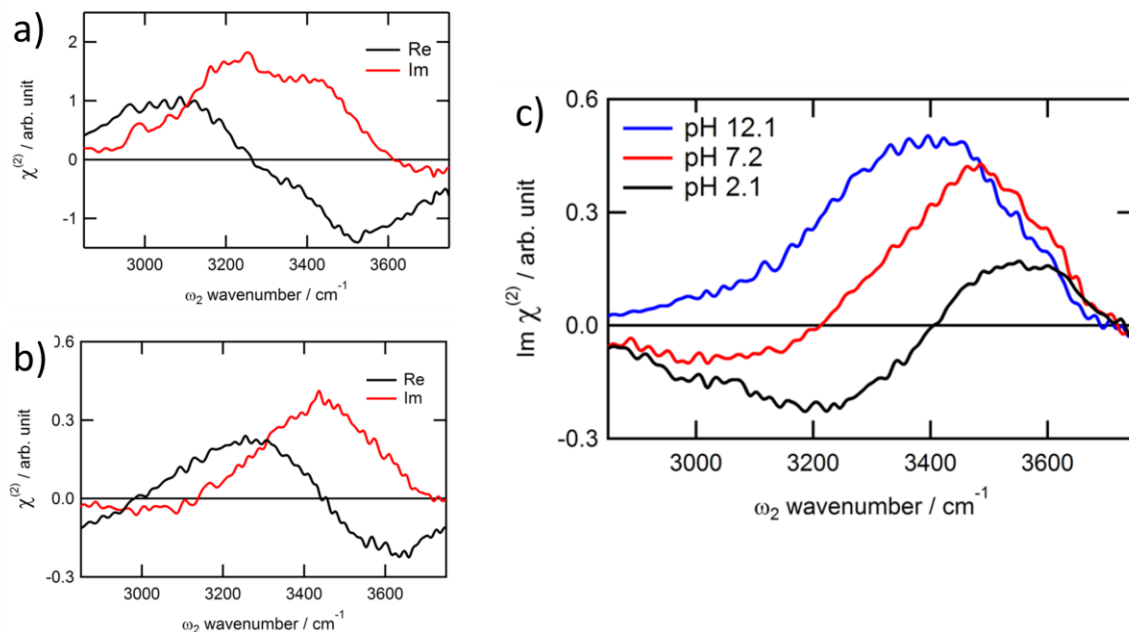 a)
2
1
0
-1
χ(2) / arb. unit
Re
Im
3000 3200 3400 3600
ω2 wavenumber / cm-1
b)
0.6
0.3
0.0
-0.3
χ(2) / arb. unit
Re
Im
3000 3200 3400 3600
ω2 wavenumber / cm-1
c)
0.6
0.3
0.0
-0.3
Im χ(2) / arb. unit
pH 12.1
pH 7.2
pH 2.1
3000 3200 3400 3600
ω2 wavenumber / cm-1